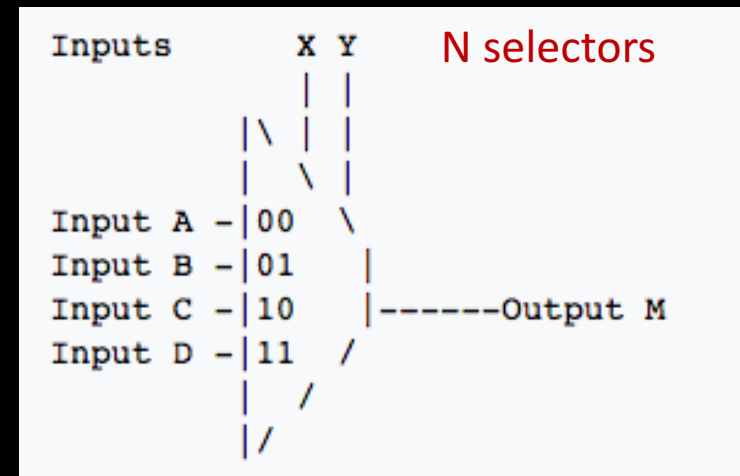 Inputs X Y N selectors
| |
|\ | |
| \ |
Input A -|00 \
Input B -|01 |
Input C -|10 |------Output M
Input D -|11 /
| /
|/